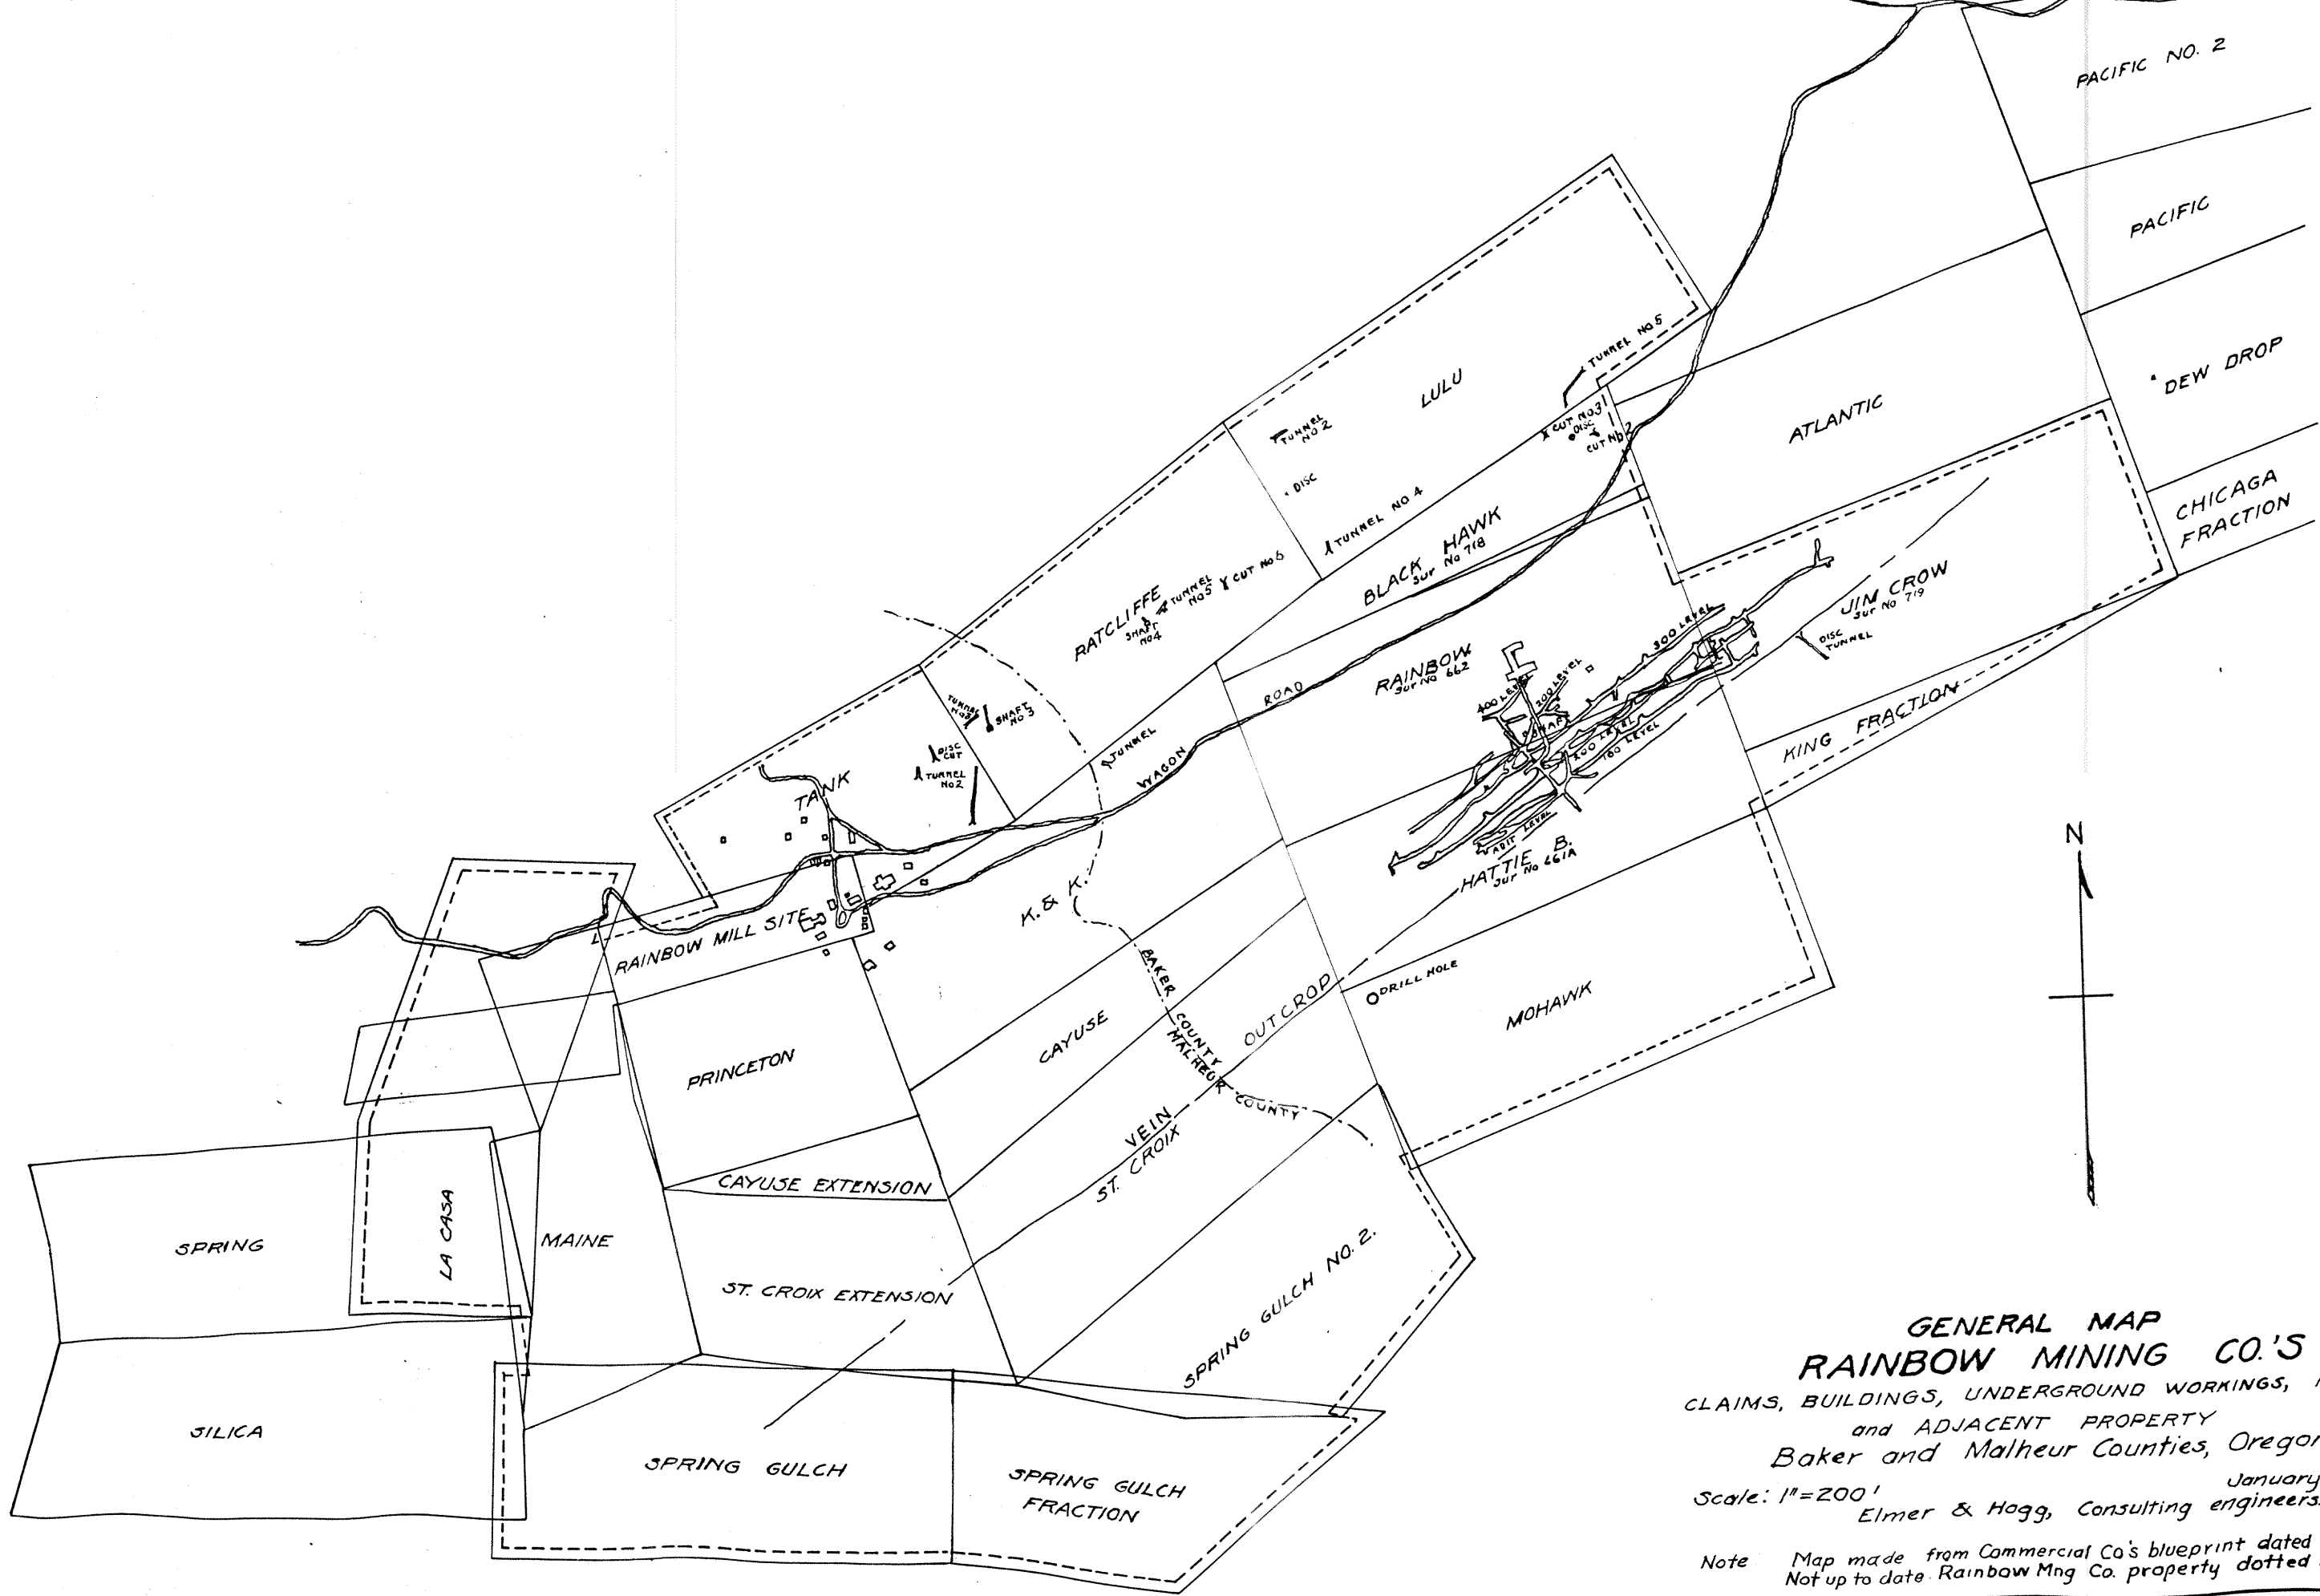 PACIFIC NO. 2
PACIFIC
DEW DROP
CHICAGA
FRACTION
ATLANTIC
LULU
TUNNEL NO 5
CUT NO 3
DISC
CUT NO 2
TUNNEL
NO 2
DISC
TUNNEL NO 4
BLACK HAWK
Sur No 718
RATCLIFFE
TUNNEL
NO 5
CUT NO 6
SHAFT
NO 4
JIM CROW
Sur No 719
DISC
TUNNEL
KING FRACTION
RAINBOW
Sur No 662
300 LEVEL
400 LEVEL
200 LEVEL
ADIT LEVEL
HATTIE B.
Sur No 661A
WAGON ROAD
TUNNEL
SHAFT
NO 3
DISC
CUT
TUNNEL
NO 2
TANK
RAINBOW MILL SITE
K. & K.
BAKER COUNTY
MALHEUR COUNTY
DRILL HOLE
MOHAWK
CAYUSE
VEIN OUTCROP
ST. CROIX
PRINCETON
CAYUSE EXTENSION
ST. CROIX EXTENSION
LA CASA
MAINE
SPRING
SILICA
SPRING GULCH NO. 2.
SPRING GULCH
SPRING GULCH
FRACTION
N
GENERAL MAP
RAINBOW MINING CO.'S
CLAIMS, BUILDINGS, UNDERGROUND WORKINGS,
and ADJACENT PROPERTY
Baker and Malheur Counties, Oregon
Scale: 1"=200'
January
Elmer & Hogg, Consulting engineers.
Note Map made from Commercial Co's blueprint dated
Not up to date. Rainbow Mng Co. property dotted